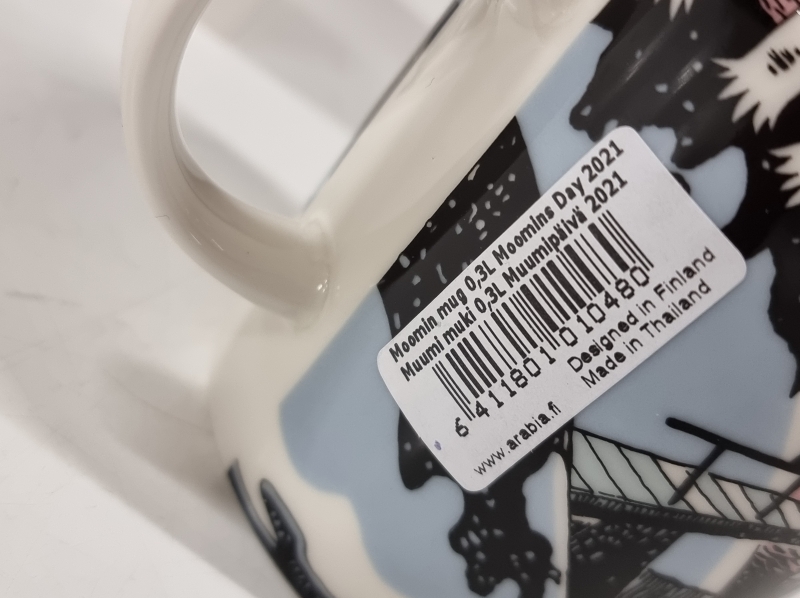 Moomin mug 0,3L Moomins Day 2021
Muumi muki 0,3L Muumipäivä 2021
6 411801 010480
Designed in Finland
www.arabia.fi Made in Thailand